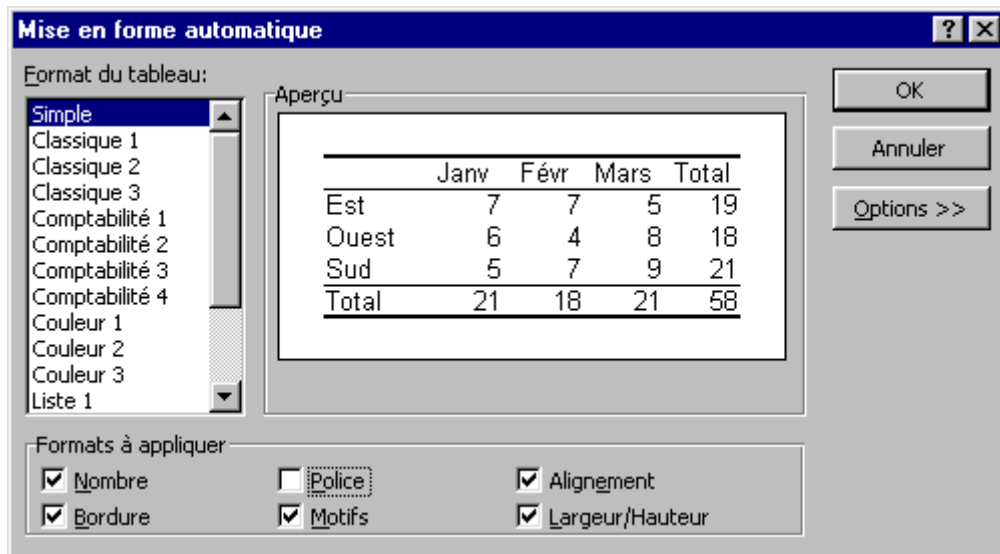 Mise en forme automatique
Format du tableau:
Simple
Classique 1
Classique 2
Classique 3
Comptabilité 1
Comptabilité 2
Comptabilité 3
Comptabilité 4
Couleur 1
Couleur 2
Couleur 3
Liste 1
Aperçu
Janv Févr Mars Total
Est 7 7 5 19
Ouest 6 4 8 18
Sud 5 7 9 21
Total 21 18 21 58
OK
Annuler
Options >>
Formats à appliquer
Nombre Police Alignement
Bordure Motifs Largeur/Hauteur